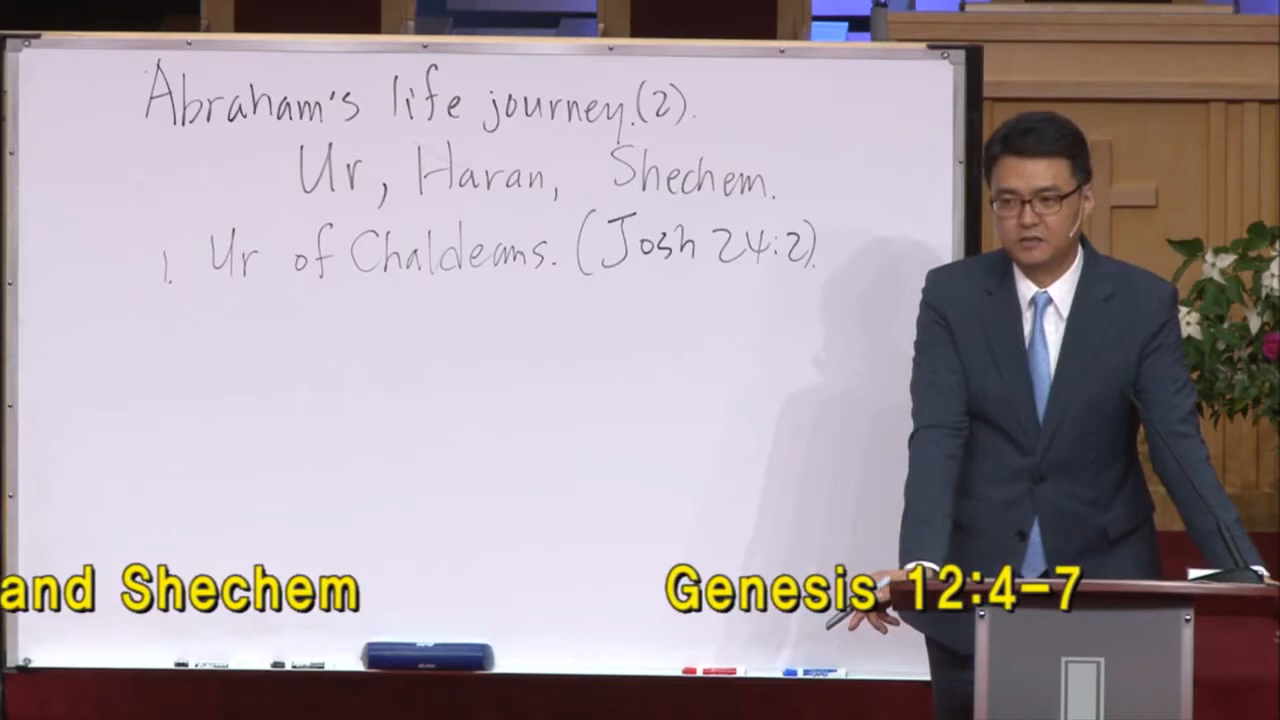 Abraham's life journey.(2).
Ur, Haran, Shechem.
1. Ur of Chaldeans. (Josh 24:2).
and Shechem
Genesis 12:4-7